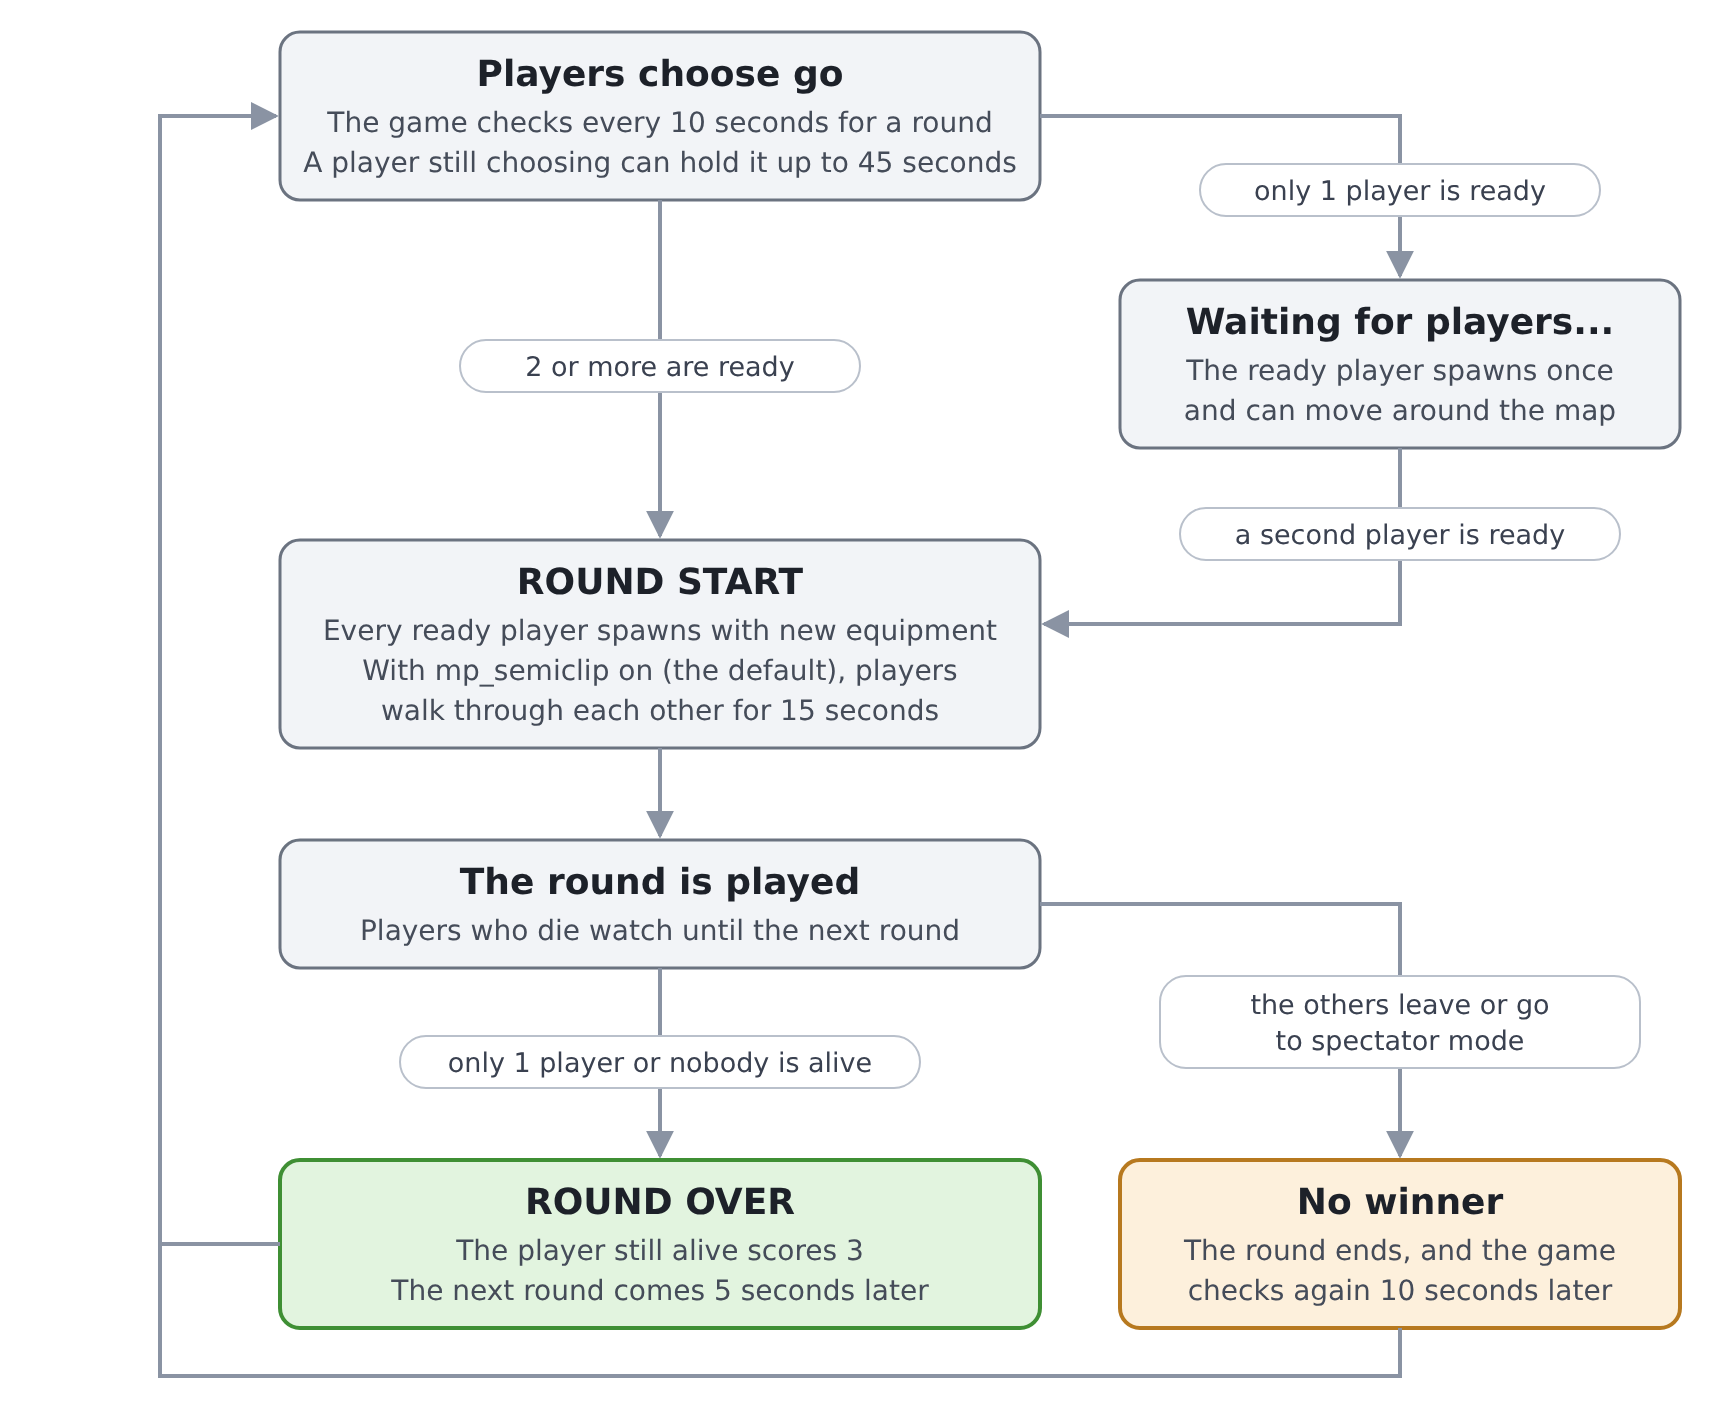 Players choose go
The game checks every 10 seconds for a round
A player still choosing can hold it up to 45 seconds
only 1 player is ready
Waiting for players...
The ready player spawns once
and can move around the map
2 or more are ready
a second player is ready
ROUND START
Every ready player spawns with new equipment
With mp_semiclip on (the default), players
walk through each other for 15 seconds
The round is played
Players who die watch until the next round
the others leave or go
to spectator mode
only 1 player or nobody is alive
ROUND OVER
The player still alive scores 3
The next round comes 5 seconds later
No winner
The round ends, and the game
checks again 10 seconds later